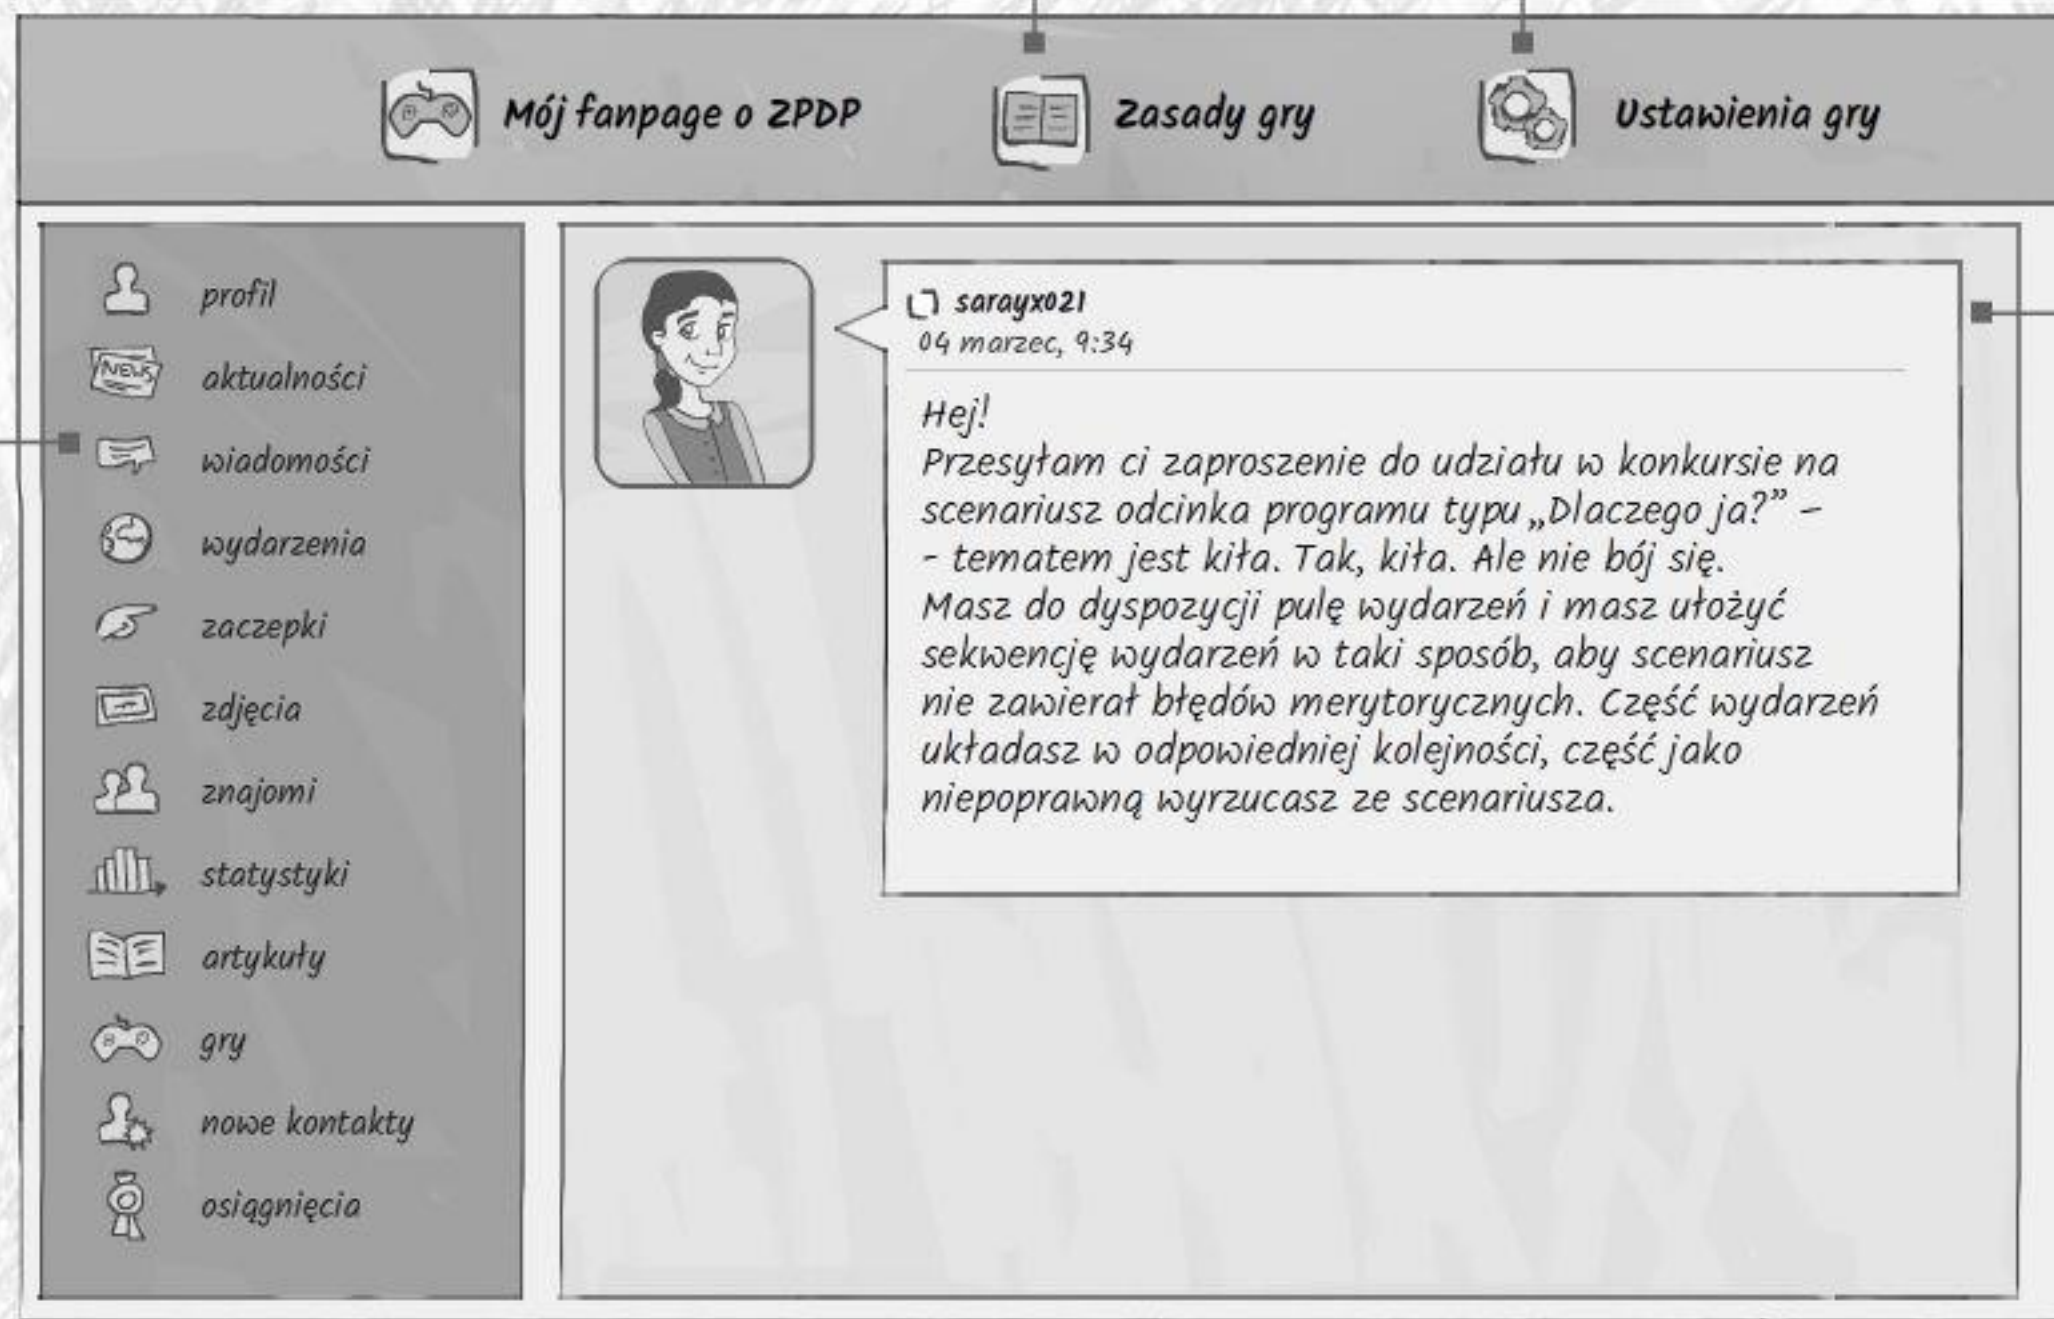 Mój fanpage o ZPDP
Zasady gry
Ustawienia gry
profil
aktualności
NEWS
wiadomości
wydarzenia
zaczepki
zdjęcia
znajomi
statystyki
artykuły
gry
nowe kontakty
osiągnięcia
sarayx021
04 marzec, 9:34
Hej!
Przesyłam ci zaproszenie do udziału w konkursie na
scenariusz odcinka programu typu „Dlaczego ja?” –
- tematem jest kiła. Tak, kiła. Ale nie bój się.
Masz do dyspozycji pulę wydarzeń i masz ułożyć
sekwencję wydarzeń w taki sposób, aby scenariusz
nie zawierał błędów merytorycznych. Część wydarzeń
układasz w odpowiedniej kolejności, część jako
niepoprawną wyrzucasz ze scenariusza.